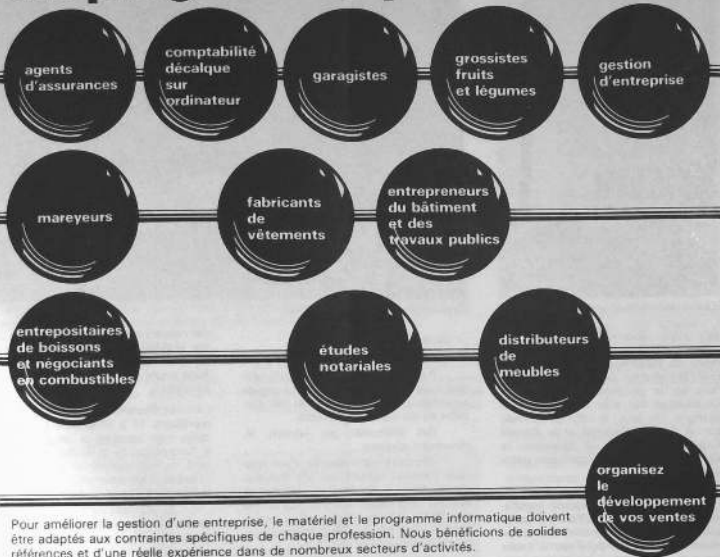 agents
d'assurances
comptabilité
décalque
sur
ordinateur
garagistes
grossistes
fruits
et légumes
gestion
d'entreprise
mareyeurs
fabricants
de
vêtements
entrepreneurs
du bâtiment
et des
travaux publics
entrepositaires
de boissons
et négociants
en combustibles
études
notariales
distributeurs
de
meubles
organisez
le
développement
de vos ventes
Pour améliorer la gestion d'une entreprise, le matériel et le programme informatique doivent
être adaptés aux contraintes spécifiques de chaque profession. Nous bénéficions de solides
références et d'une réelle expérience dans de nombreux secteurs d'activités.